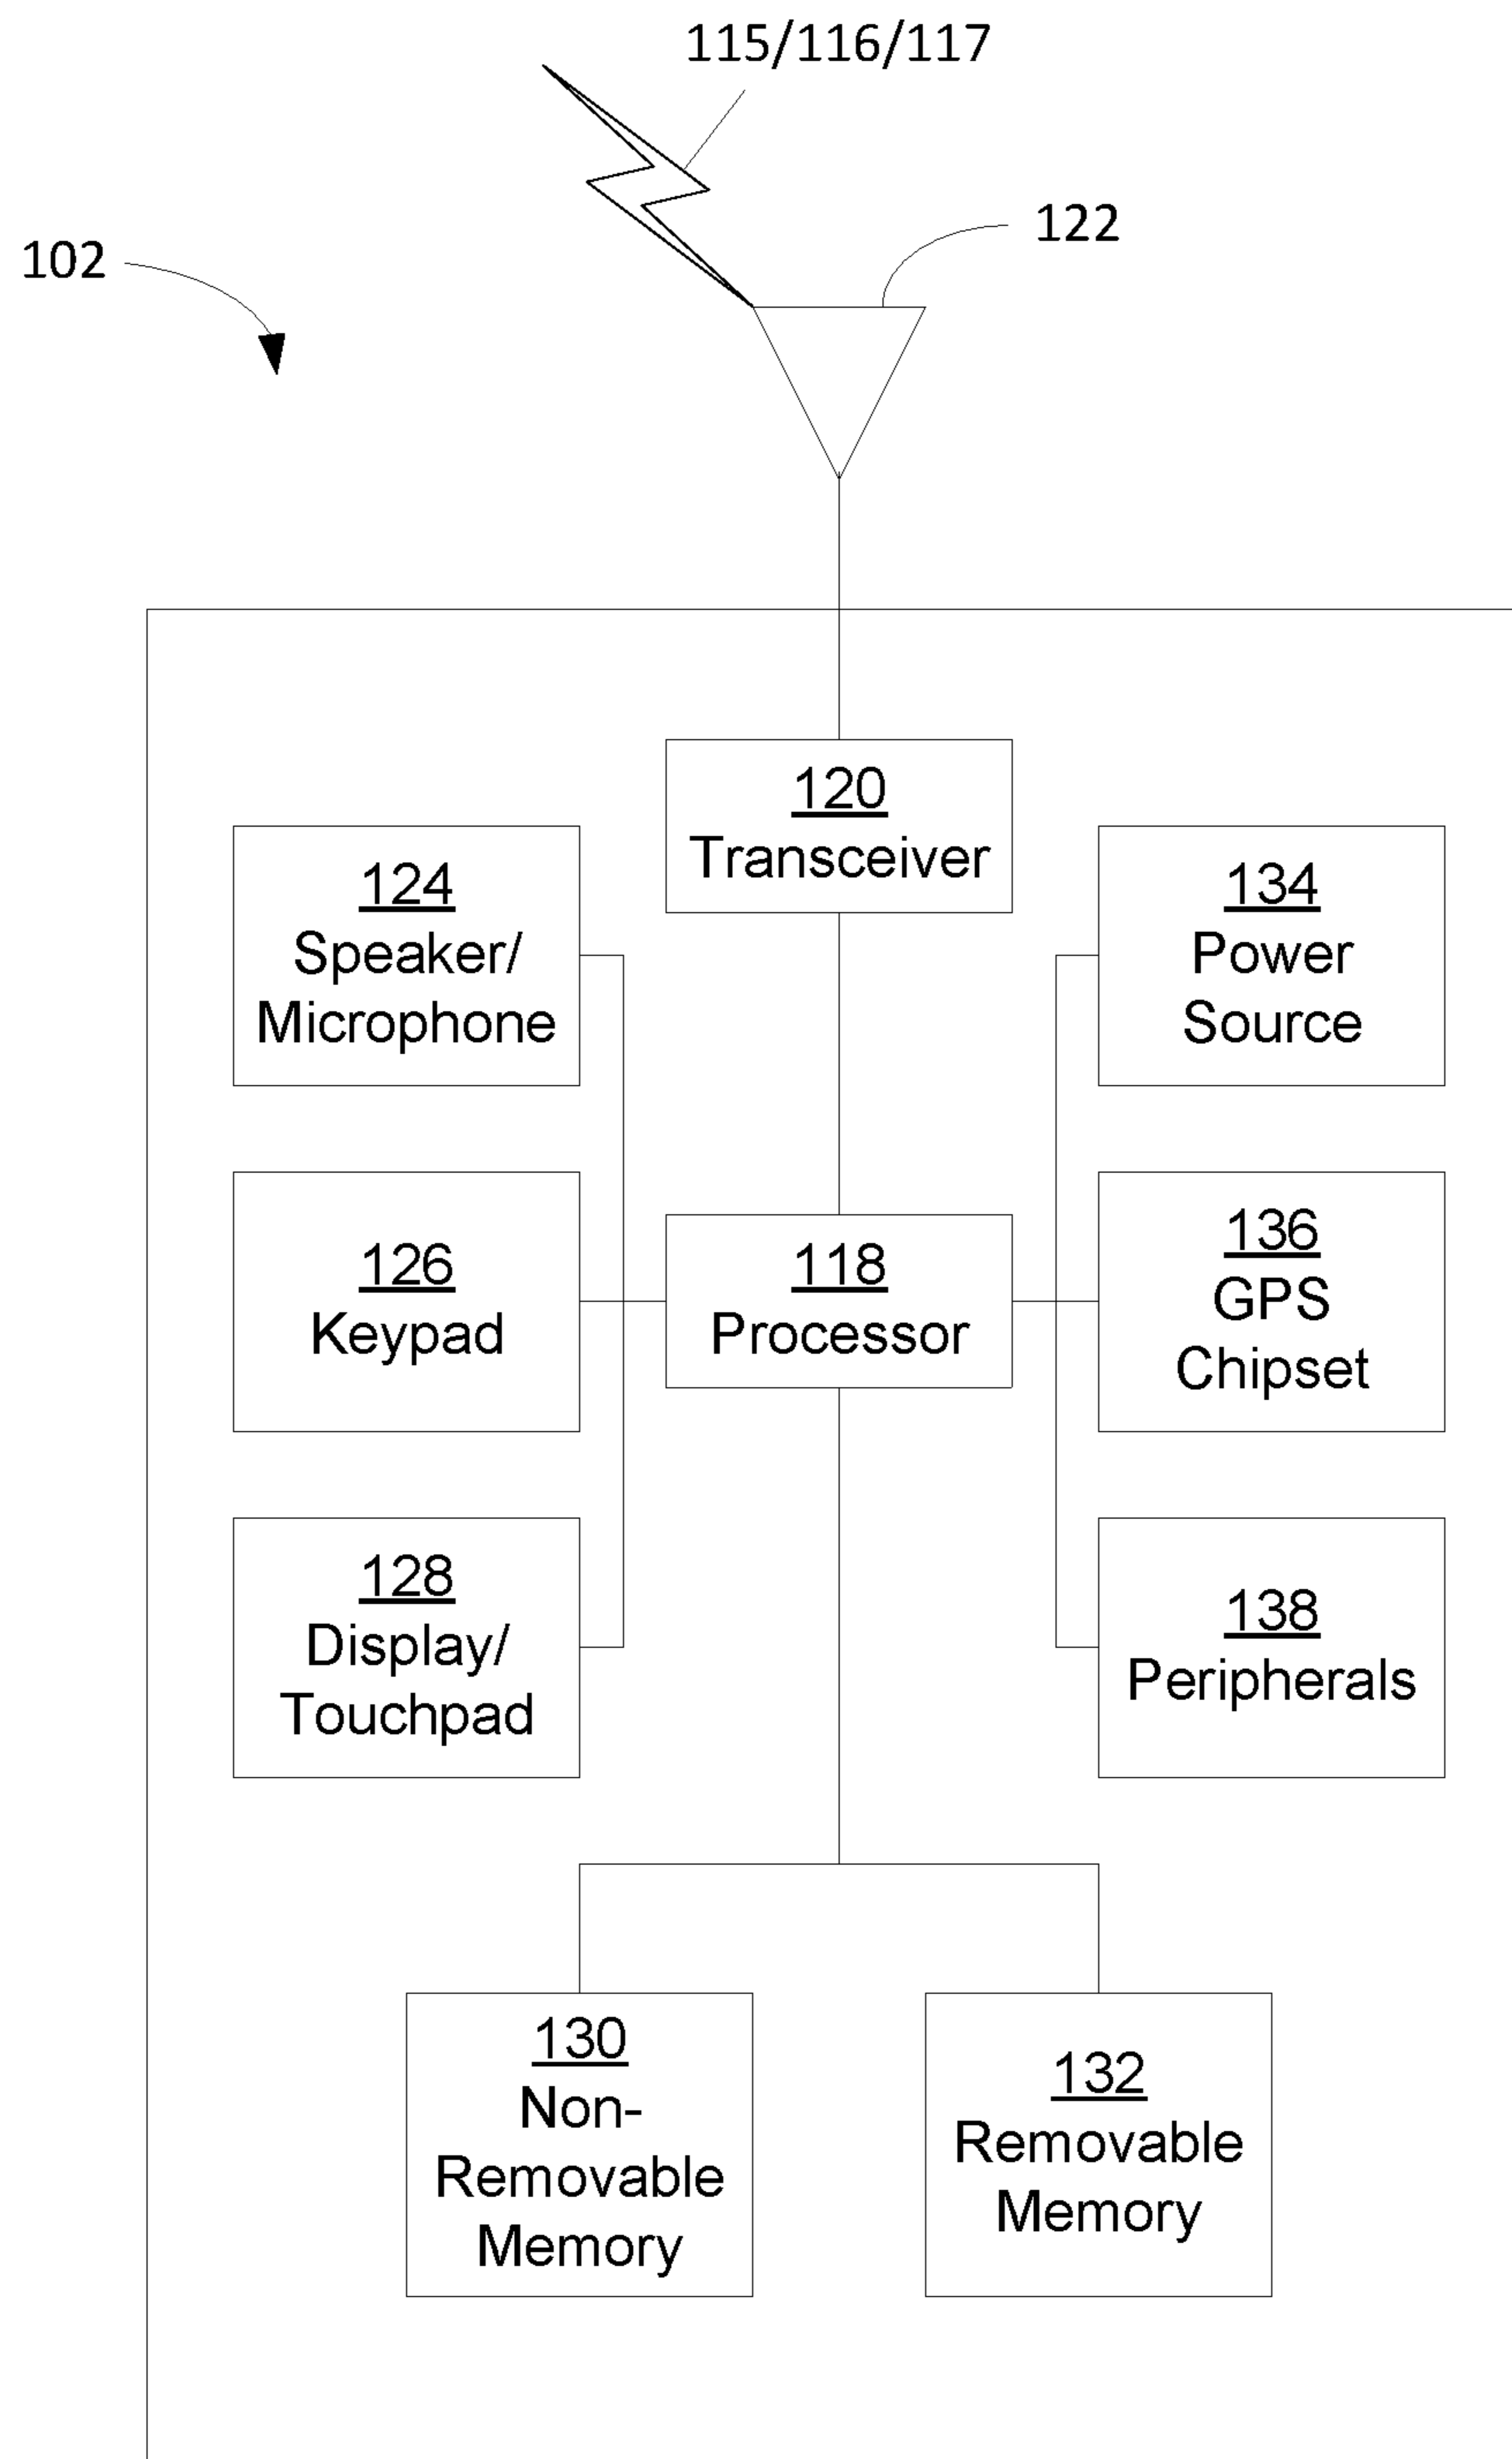 115/116/117
122
102
120
Transceiver
124
Speaker/
Microphone
134
Power
Source
126
Keypad
118
Processor
136
GPS
Chipset
128
Display/
Touchpad
138
Peripherals
130
Non-
Removable
Memory
132
Removable
Memory